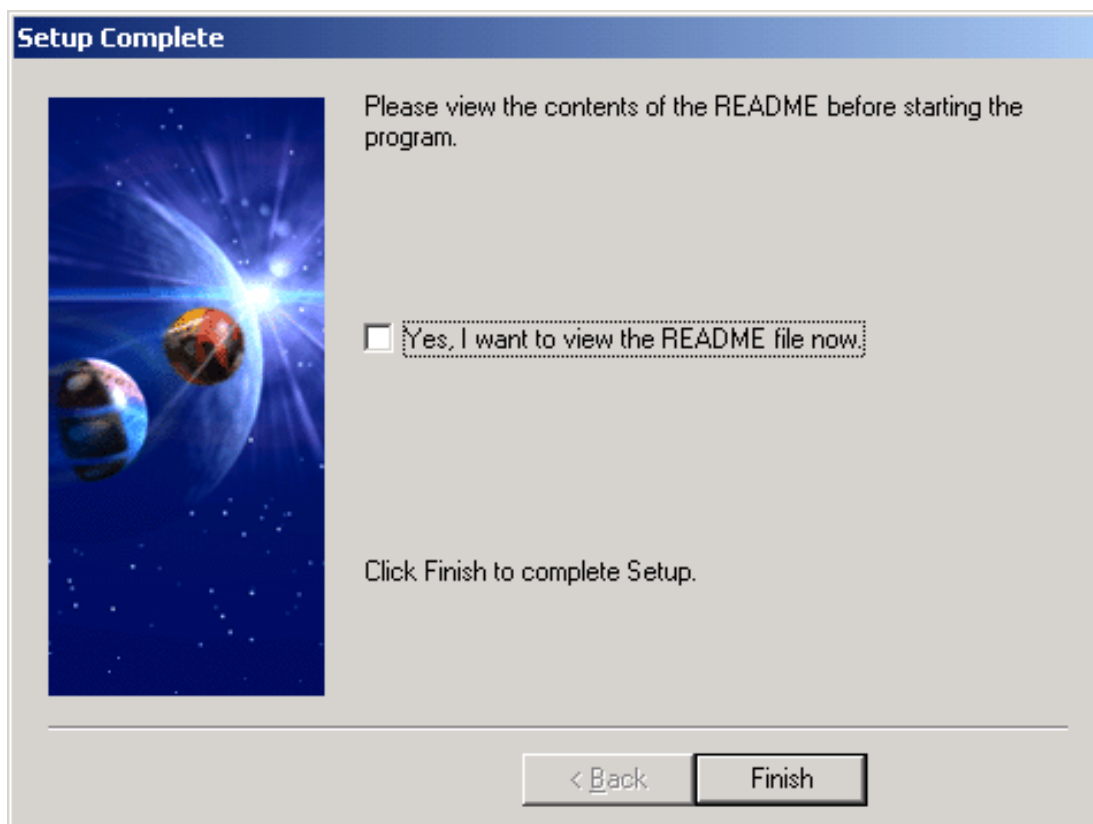 Setup Complete
Please view the contents of the README before starting the
program.
Yes, I want to view the README file now.
Click Finish to complete Setup.
< Back
Finish